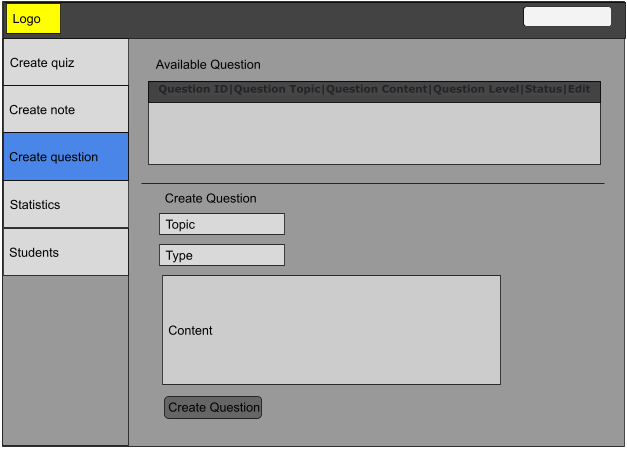 Logo
Create quiz
Create note
Create question
Statistics
Students
Available Question
Question ID|Question Topic|Question Content|Question Level|Status|Edit
Create Question
Topic
Type
Content
Create Question